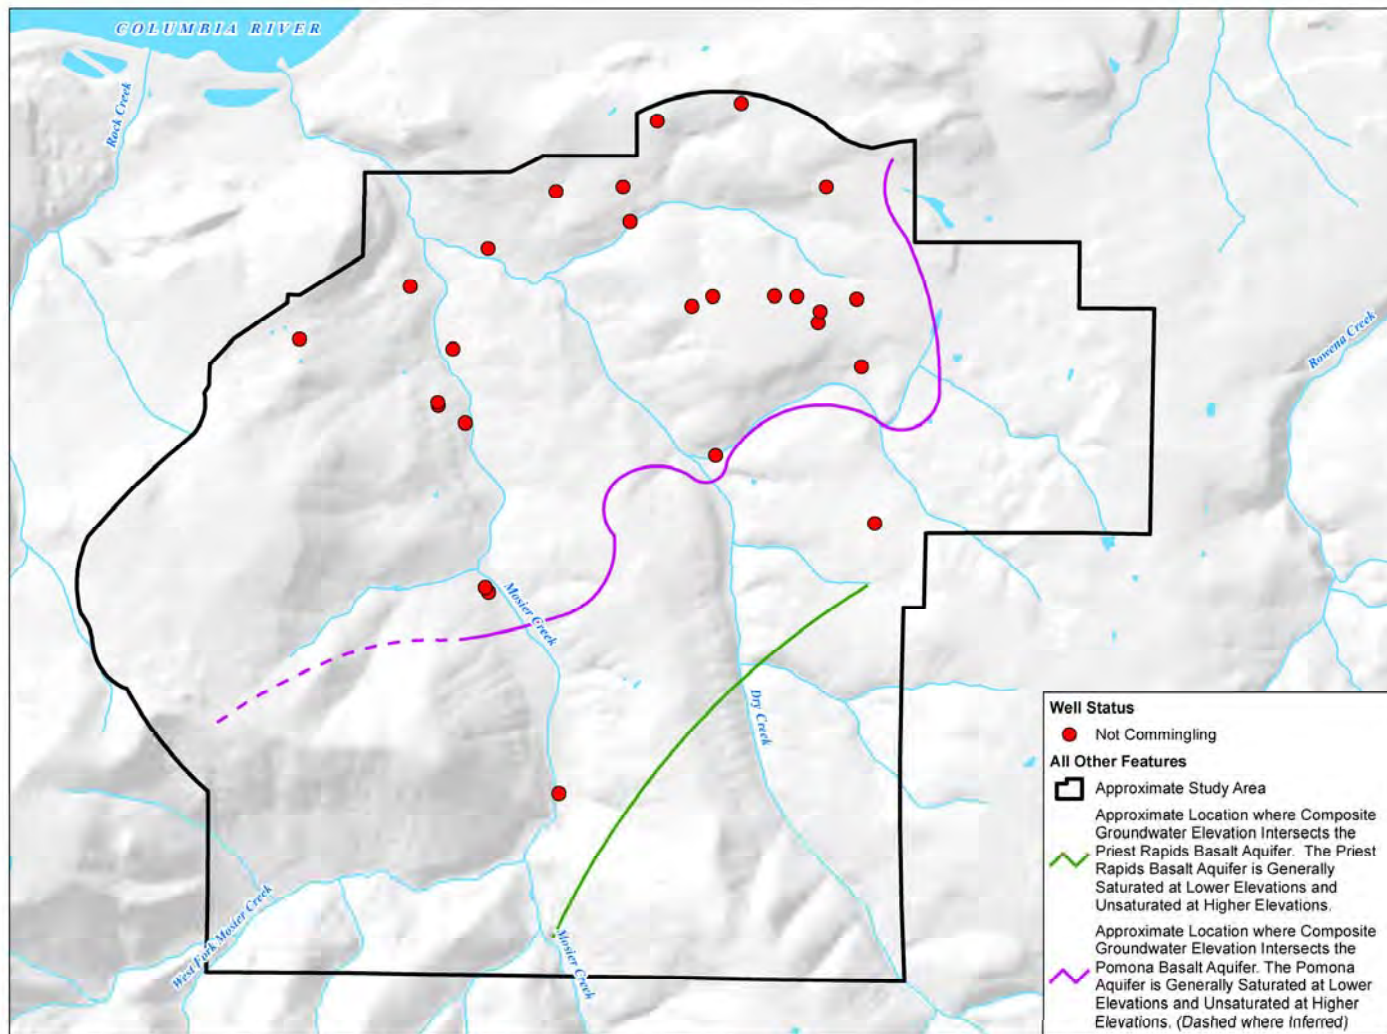 COLUMBIA RIVER
Rock Creek
Rowena Creek
Mosier Creek
Dry Creek
West Fork Mosier Creek
Mosier Creek
Well Status
Not Commingling
All Other Features
Approximate Study Area
Approximate Location where Composite
Groundwater Elevation Intersects the
Priest Rapids Basalt Aquifer. The Priest
Rapids Basalt Aquifer is Generally
Saturated at Lower Elevations and
Unsaturated at Higher Elevations.
Approximate Location where Composite
Groundwater Elevation Intersects the
Pomona Basalt Aquifer. The Pomona
Aquifer is Generally Saturated at Lower
Elevations and Unsaturated at Higher
Elevations. (Dashed where Inferred)